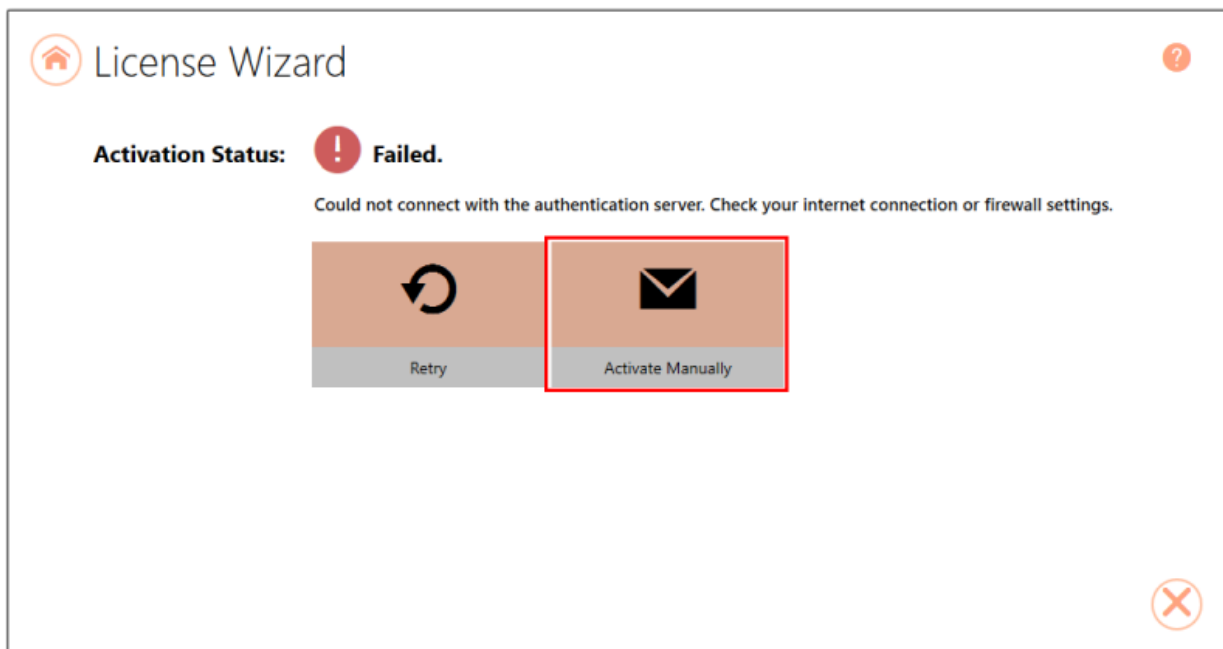 License Wizard
?
Activation Status:
! Failed.
Could not connect with the authentication server. Check your internet connection or firewall settings.
Retry
Activate Manually